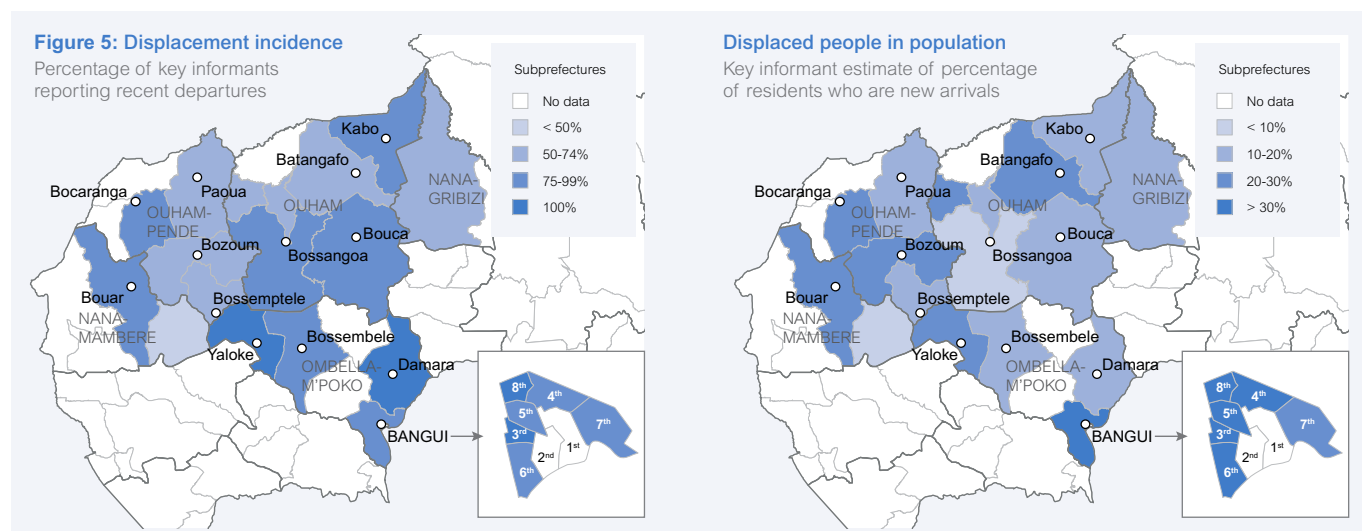 Figure 5: Displacement incidence
Percentage of key informants
reporting recent departures
Subprefectures
No data
< 50%
50-74%
75-99%
100%
Kabo
Batangafo
Bocaranga
Paoua
NANA-
GRIBIZI
OUHAM-
PENDE
OUHAM
Bozoum
Bouca
Bossangoa
Bouar
Bossemptele
NANA-
MAMBERE
Bossembele
Yaloke
OMBELLA-
M'POKO
Damara
BANGUI
8th
4th
5th
7th
3rd
2nd
1st
6th
Displaced people in population
Key informant estimate of percentage
of residents who are new arrivals
Subprefectures
No data
< 10%
10-20%
20-30%
> 30%
Kabo
Batangafo
Bocaranga
Paoua
NANA-
GRIBIZI
OUHAM-
PENDE
OUHAM
Bozoum
Bouca
Bossangoa
Bouar
Bossemptele
NANA-
MAMBERE
Bossembele
Yaloke
OMBELLA-
M'POKO
Damara
BANGUI
8th
4th
5th
7th
3rd
2nd
1st
6th